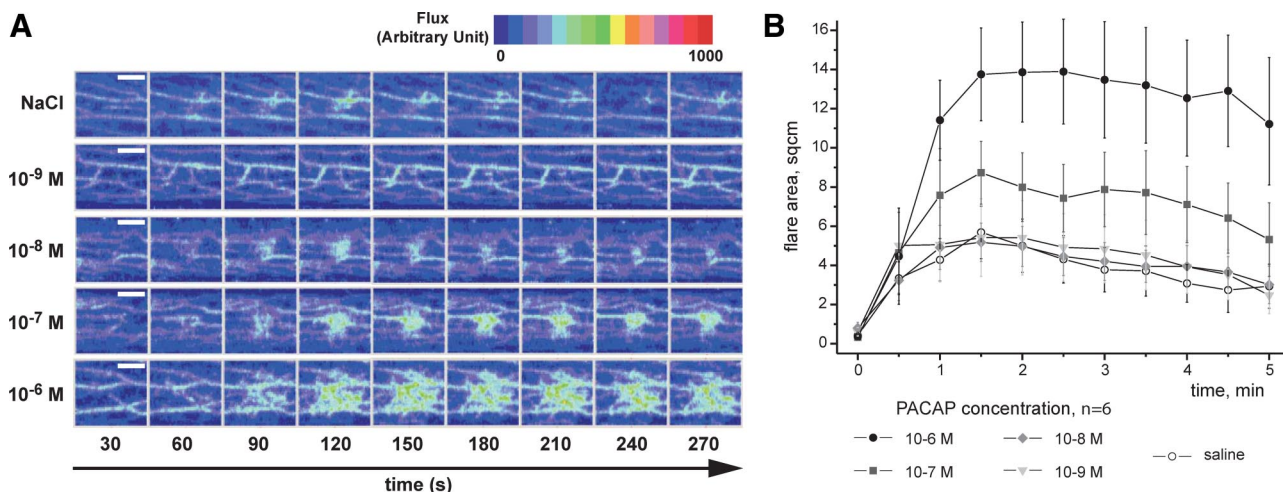 A
Flux
(Arbitrary Unit)
0 1000
NaCl
10-9 M
10-8 M
10-7 M
10-6 M
30 60 90 120 150 180 210 240 270
time (s)
B
flare area, sqcm
16
14
12
10
8
6
4
2
0
0 1 2 3 4 5
time, min
PACAP concentration, n=6
10-6 M 10-8 M saline
10-7 M 10-9 M